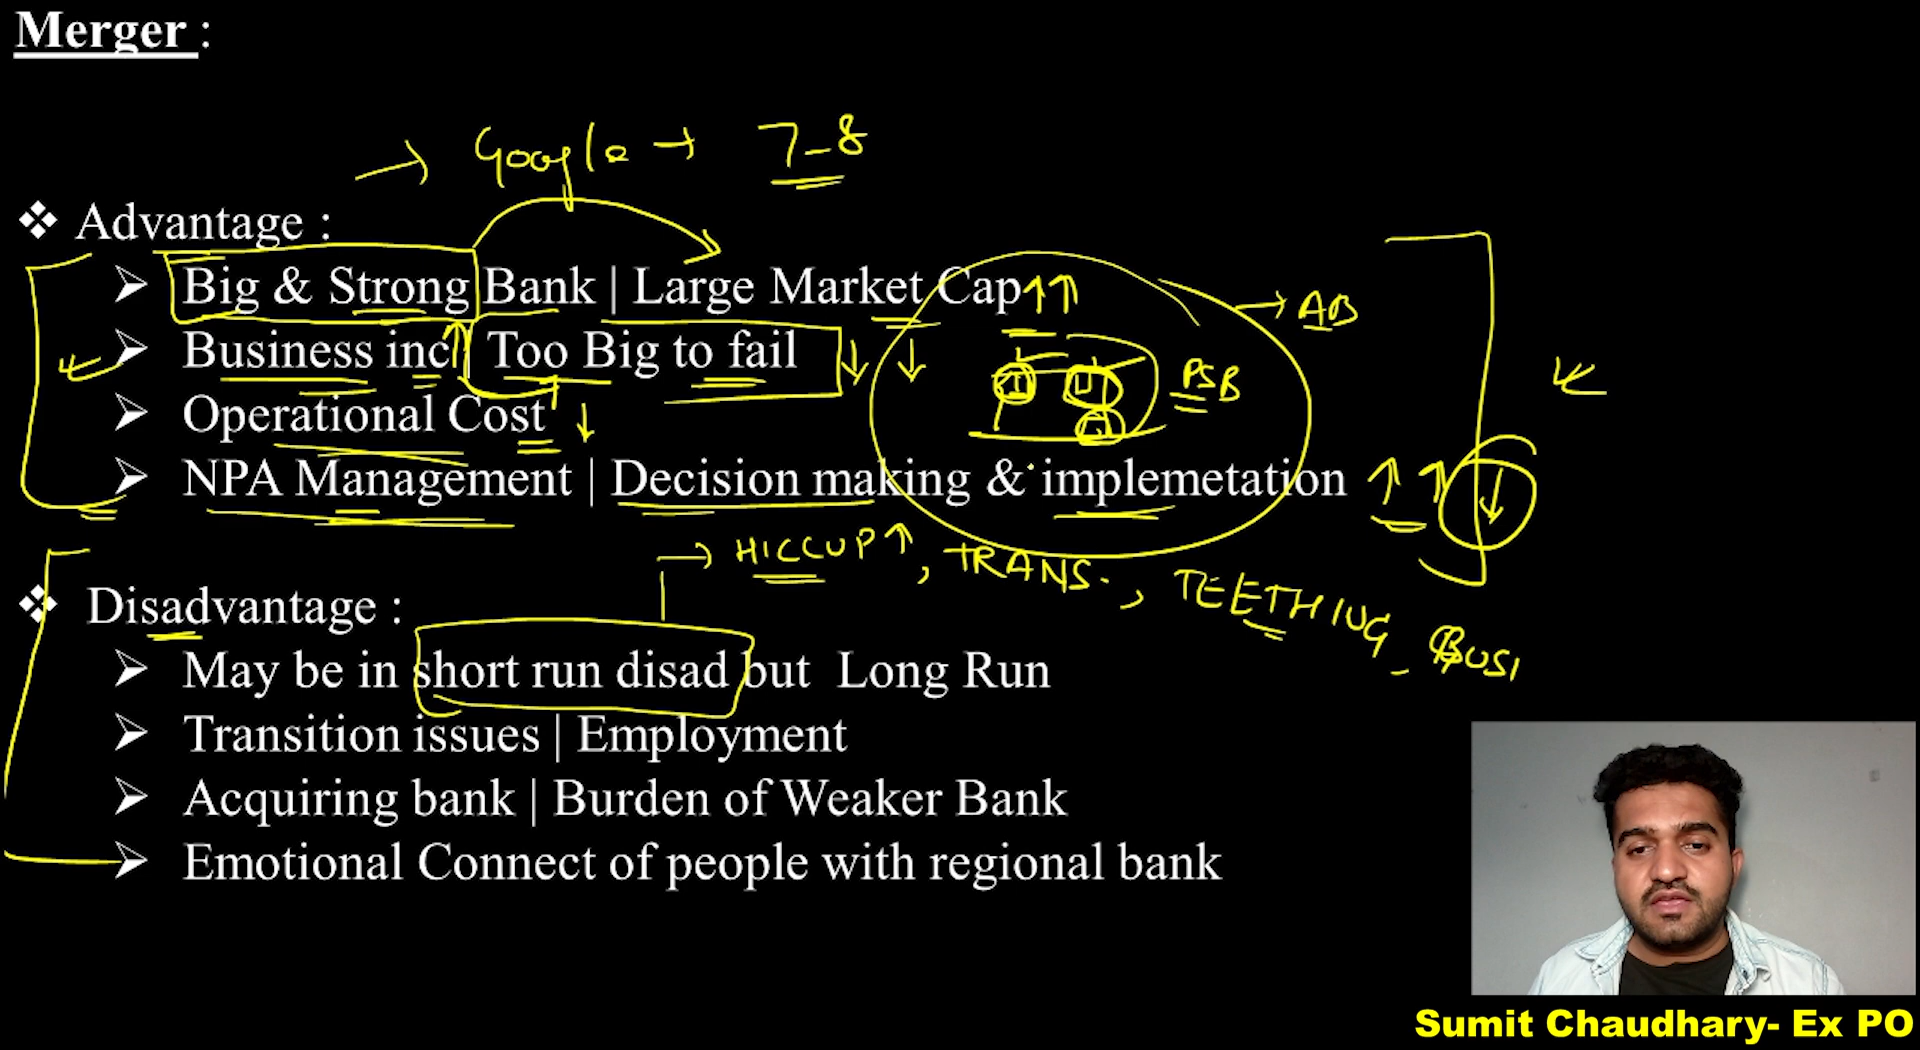 Merger :
→ Google → 7-8
❖ Advantage :
➢ Big & Strong Bank | Large Market Cap ↑↑
→ AB
➢ Business inc↑| Too Big to fail ↓ ↓
PSB
➢ Operational Cost ↓
➢ NPA Management | Decision making & implemetation ↑ ↑ ↓
→ HICCUP↑, TRANS., TEETHING, BUSI
❖ Disadvantage :
➢ May be in short run disad but Long Run
➢ Transition issues | Employment
➢ Acquiring bank | Burden of Weaker Bank
➢ Emotional Connect of people with regional bank
Sumit Chaudhary- Ex PO